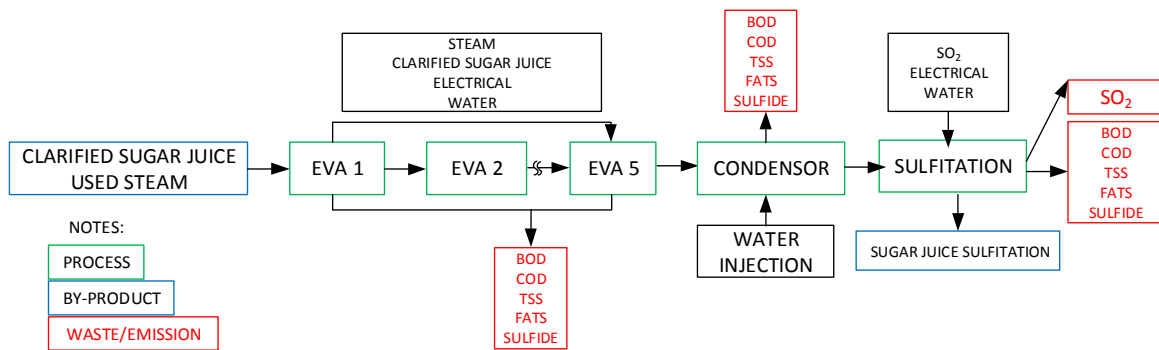 STEAM
CLARIFIED SUGAR JUICE
ELECTRICAL
WATER
BOD
COD
TSS
FATS
SULFIDE
SO₂
ELECTRICAL
WATER
SO₂
CLARIFIED SUGAR JUICE
USED STEAM
EVA 1
EVA 2
EVA 5
CONDENSOR
SULFITATION
BOD
COD
TSS
FATS
SULFIDE
NOTES:
PROCESS
BY-PRODUCT
WASTE/EMISSION
BOD
COD
TSS
FATS
SULFIDE
WATER
INJECTION
SUGAR JUICE SULFITATION